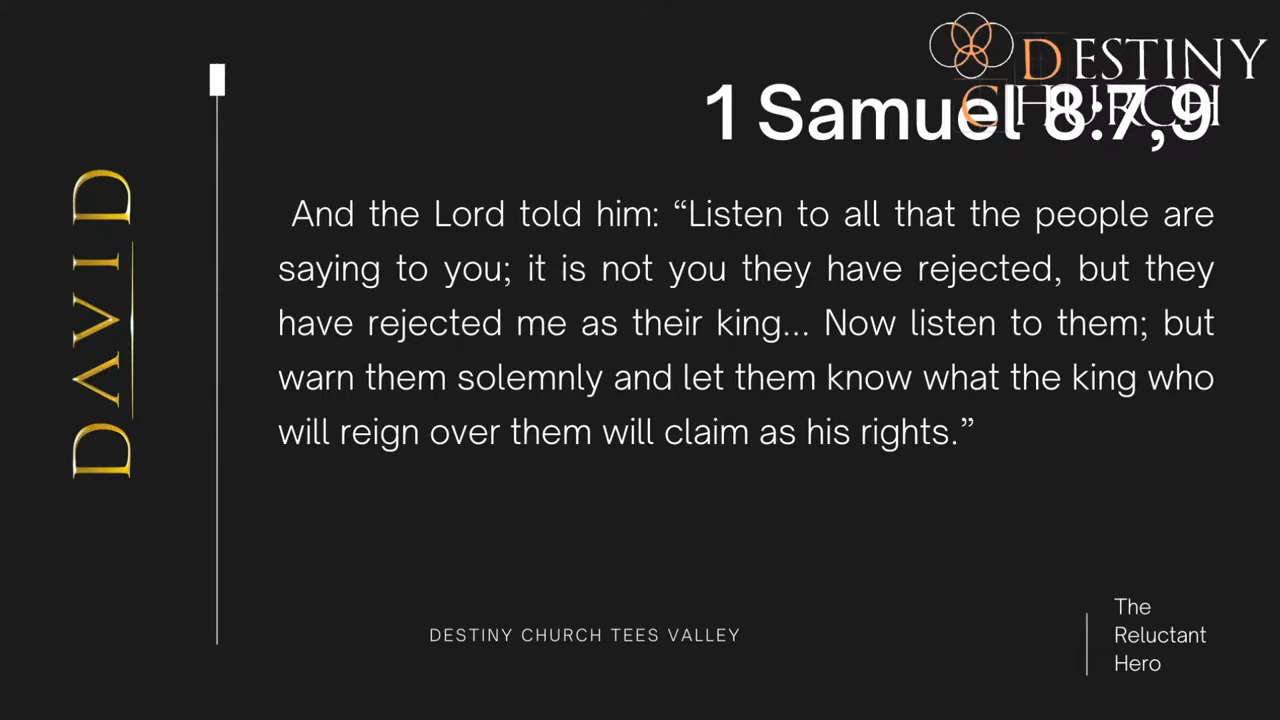 DESTINY
CHURCH
1 Samuel 8:7,9
DAVID
And the Lord told him: “Listen to all that the people are
saying to you; it is not you they have rejected, but they
have rejected me as their king... Now listen to them; but
warn them solemnly and let them know what the king who
will reign over them will claim as his rights.”
DESTINY CHURCH TEES VALLEY
The
Reluctant
Hero